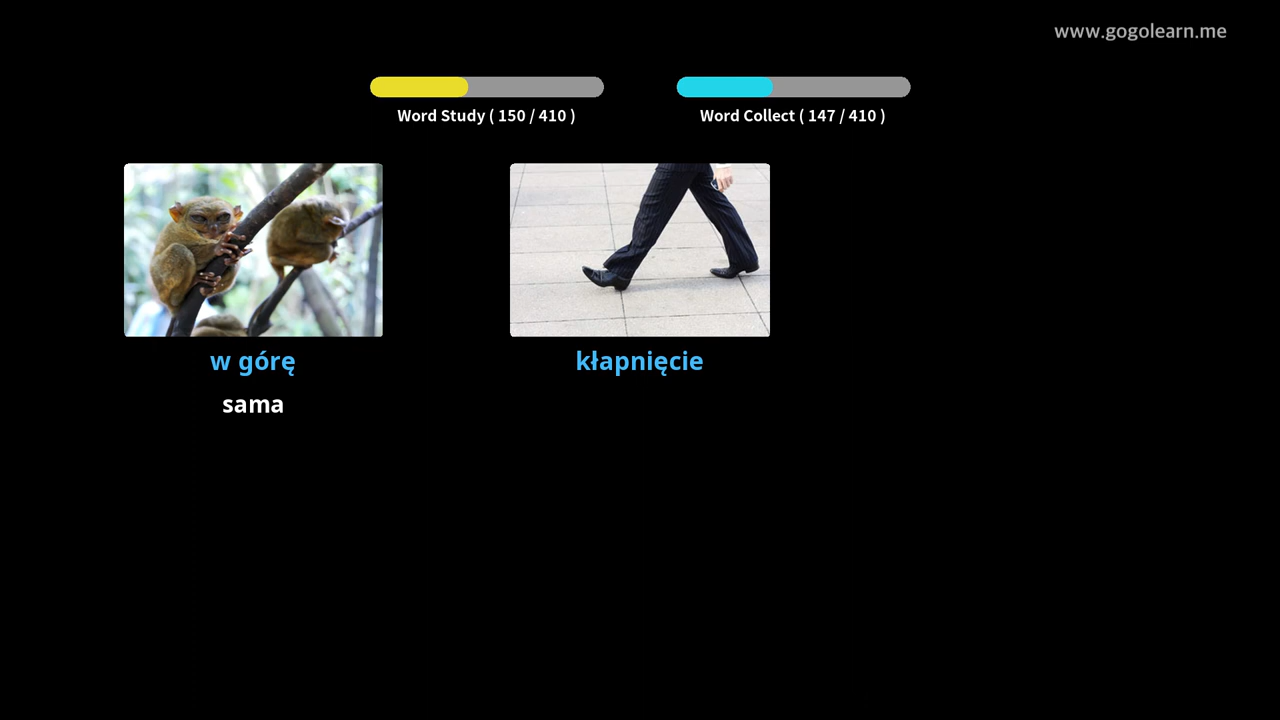 www.gogolearn.me
Word Study ( 150 / 410 )
Word Collect ( 147 / 410 )
w górę
kłapnięcie
sama